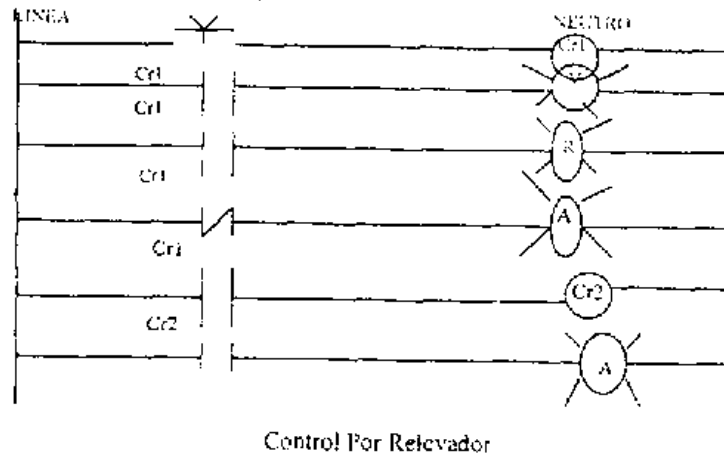 LINEA NEUTRO
Cr1
Cr1
V
Cr1
R
Cr1
A
Cr1
Cr2
Cr2
A
Control Por Relevador